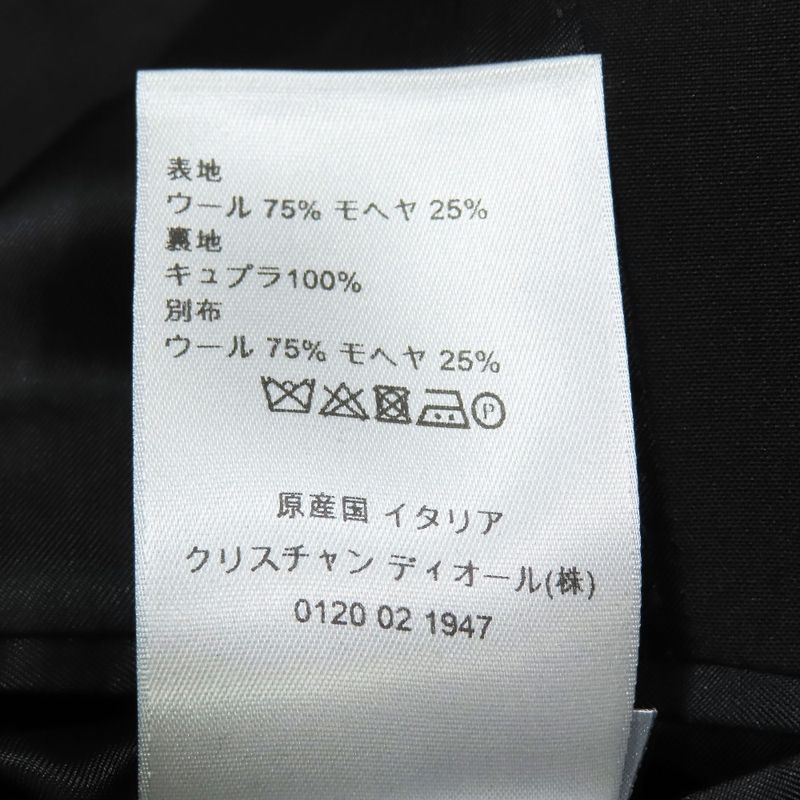 表地
ウール 75% モヘヤ 25%
裏地
キュプラ100%
別布
ウール 75% モヘヤ 25%
P
原産国 イタリア
クリスチャン ディオール(株)
0120 02 1947